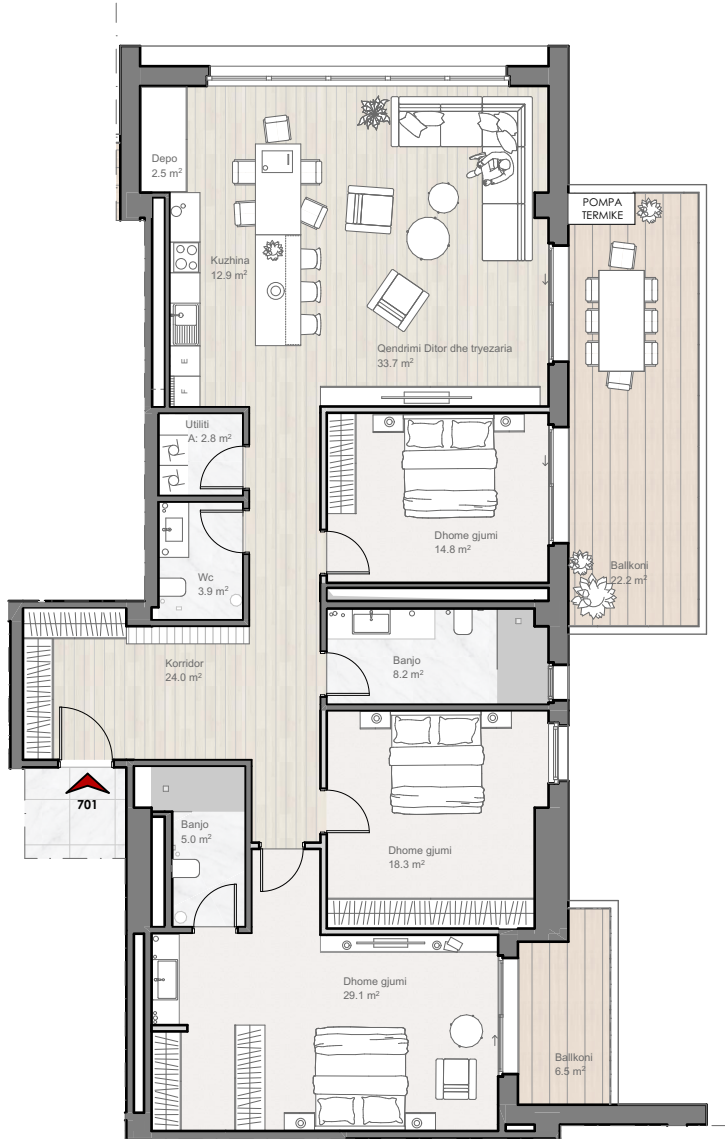 Depo
2.5 m²
POMPA
TERMIKE
Kuzhina
12.9 m²
Qendrimi Ditor dhe tryezaria
33.7 m²
E
F
Utiliti
A: 2.8 m²
Dhome gjumi
14.8 m²
Ballkoni
22.2 m²
Wc
3.9 m²
Korridor
24.0 m²
Banjo
8.2 m²
701
Banjo
5.0 m²
Dhome gjumi
18.3 m²
Dhome gjumi
29.1 m²
Ballkoni
6.5 m²